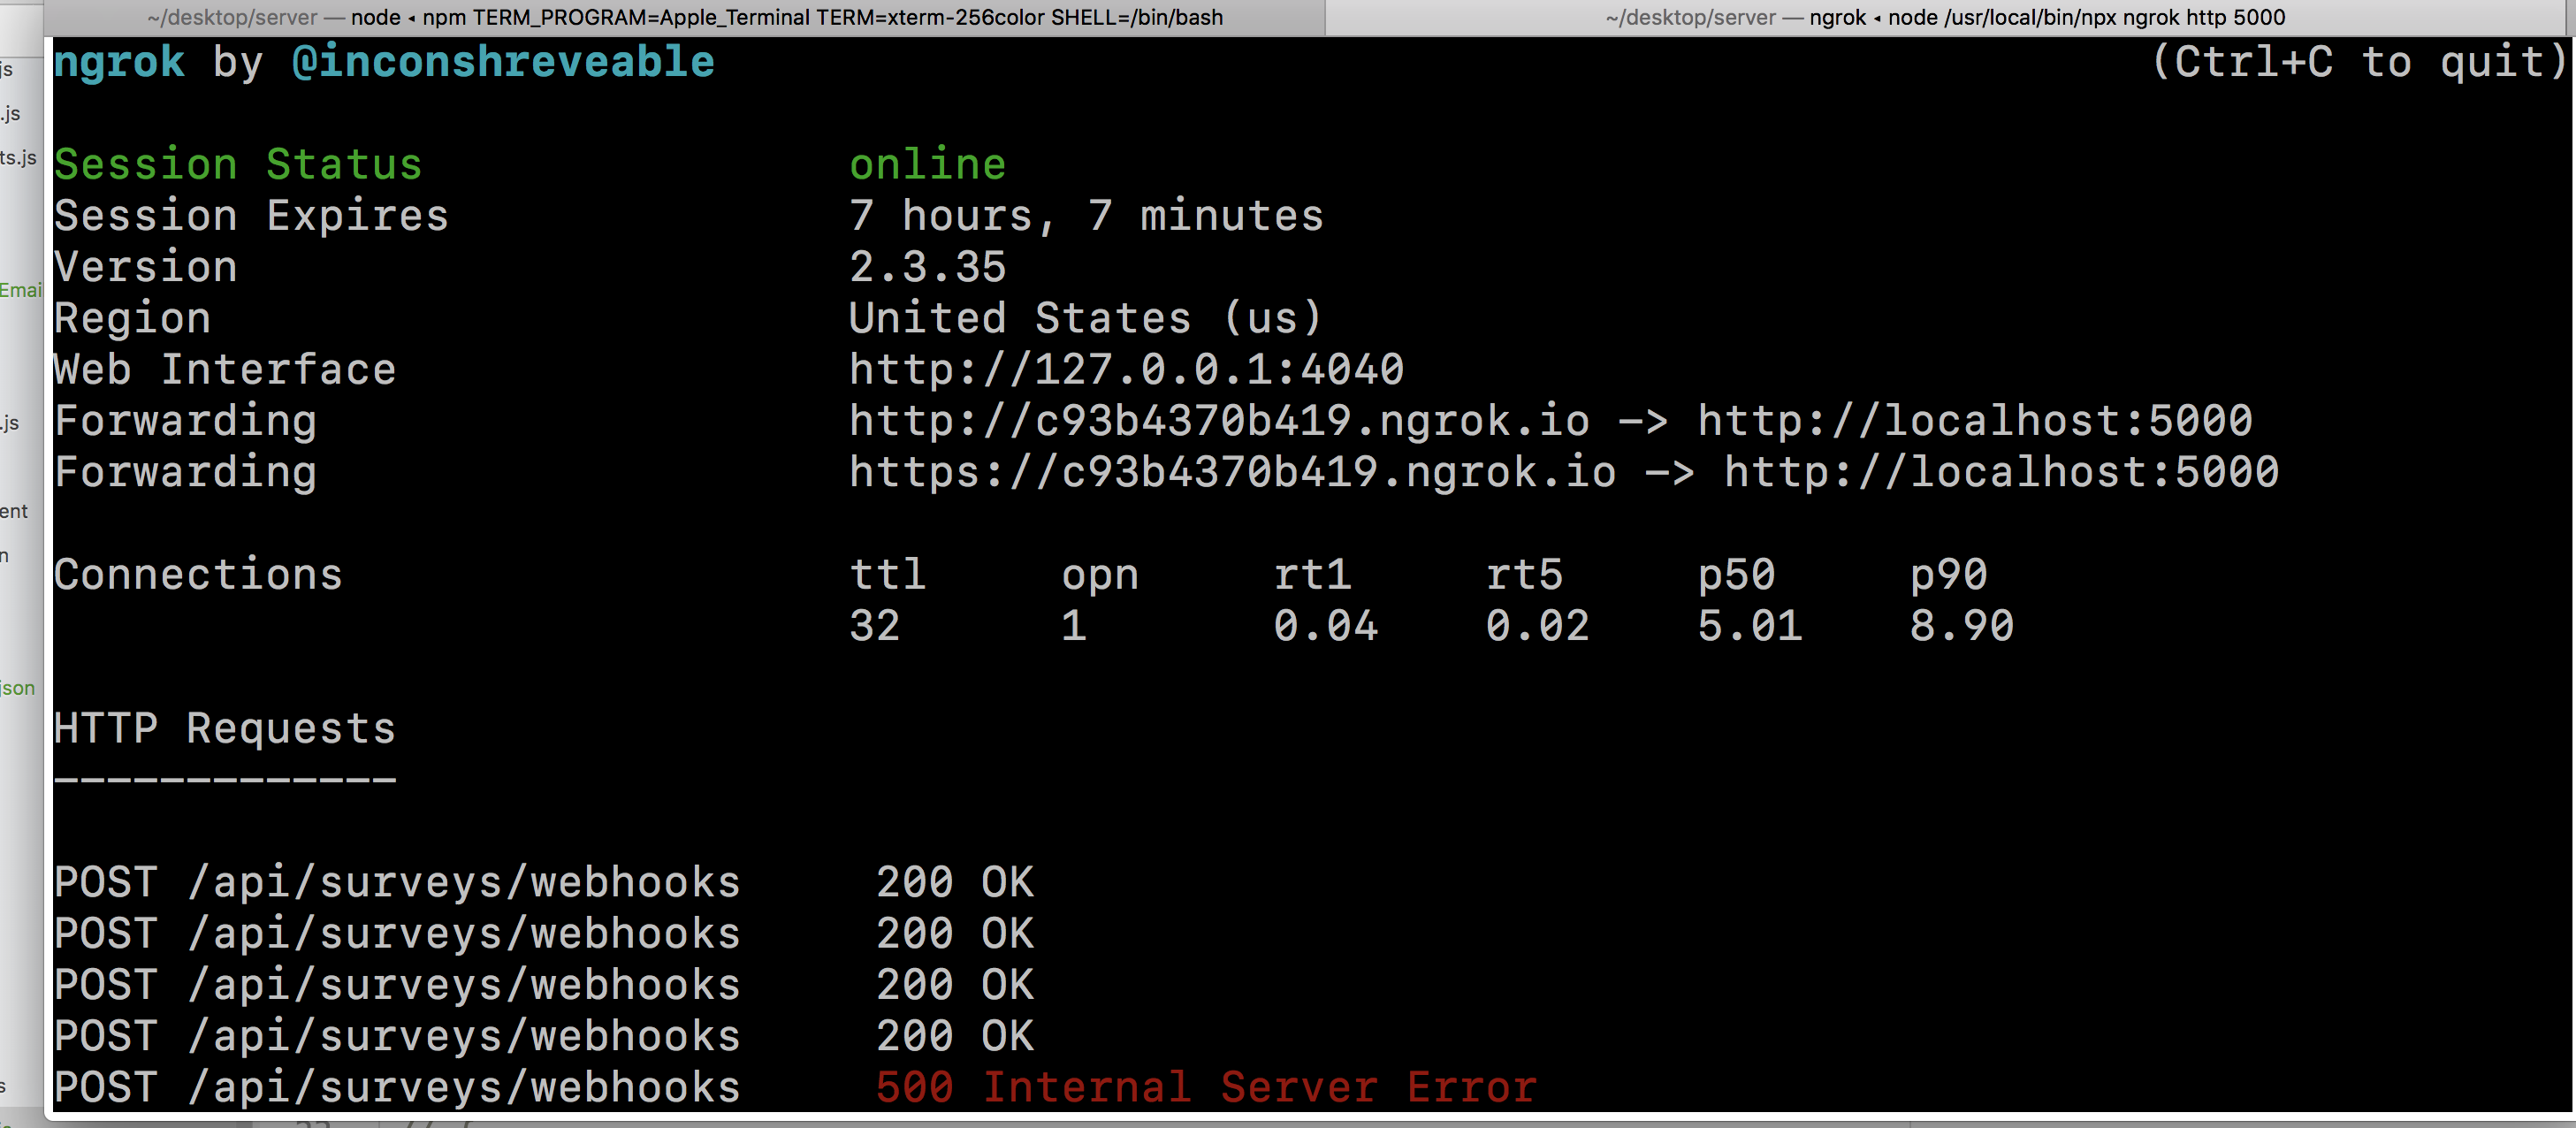 ~/desktop/server — node ◂ npm TERM_PROGRAM=Apple_Terminal TERM=xterm-256color SHELL=/bin/bash
~/desktop/server — ngrok ◂ node /usr/local/bin/npx ngrok http 5000
ngrok by @inconshreveable (Ctrl+C to quit)
Session Status online
Session Expires 7 hours, 7 minutes
Version 2.3.35
Region United States (us)
Web Interface http://127.0.0.1:4040
Forwarding http://c93b4370b419.ngrok.io -> http://localhost:5000
Forwarding https://c93b4370b419.ngrok.io -> http://localhost:5000
Connections ttl opn rt1 rt5 p50 p90
32 1 0.04 0.02 5.01 8.90
HTTP Requests
-------------
POST /api/surveys/webhooks 200 OK
POST /api/surveys/webhooks 200 OK
POST /api/surveys/webhooks 200 OK
POST /api/surveys/webhooks 200 OK
POST /api/surveys/webhooks 500 Internal Server Error
js
.js
ts.js
Emai
.js
ent
n
json
s